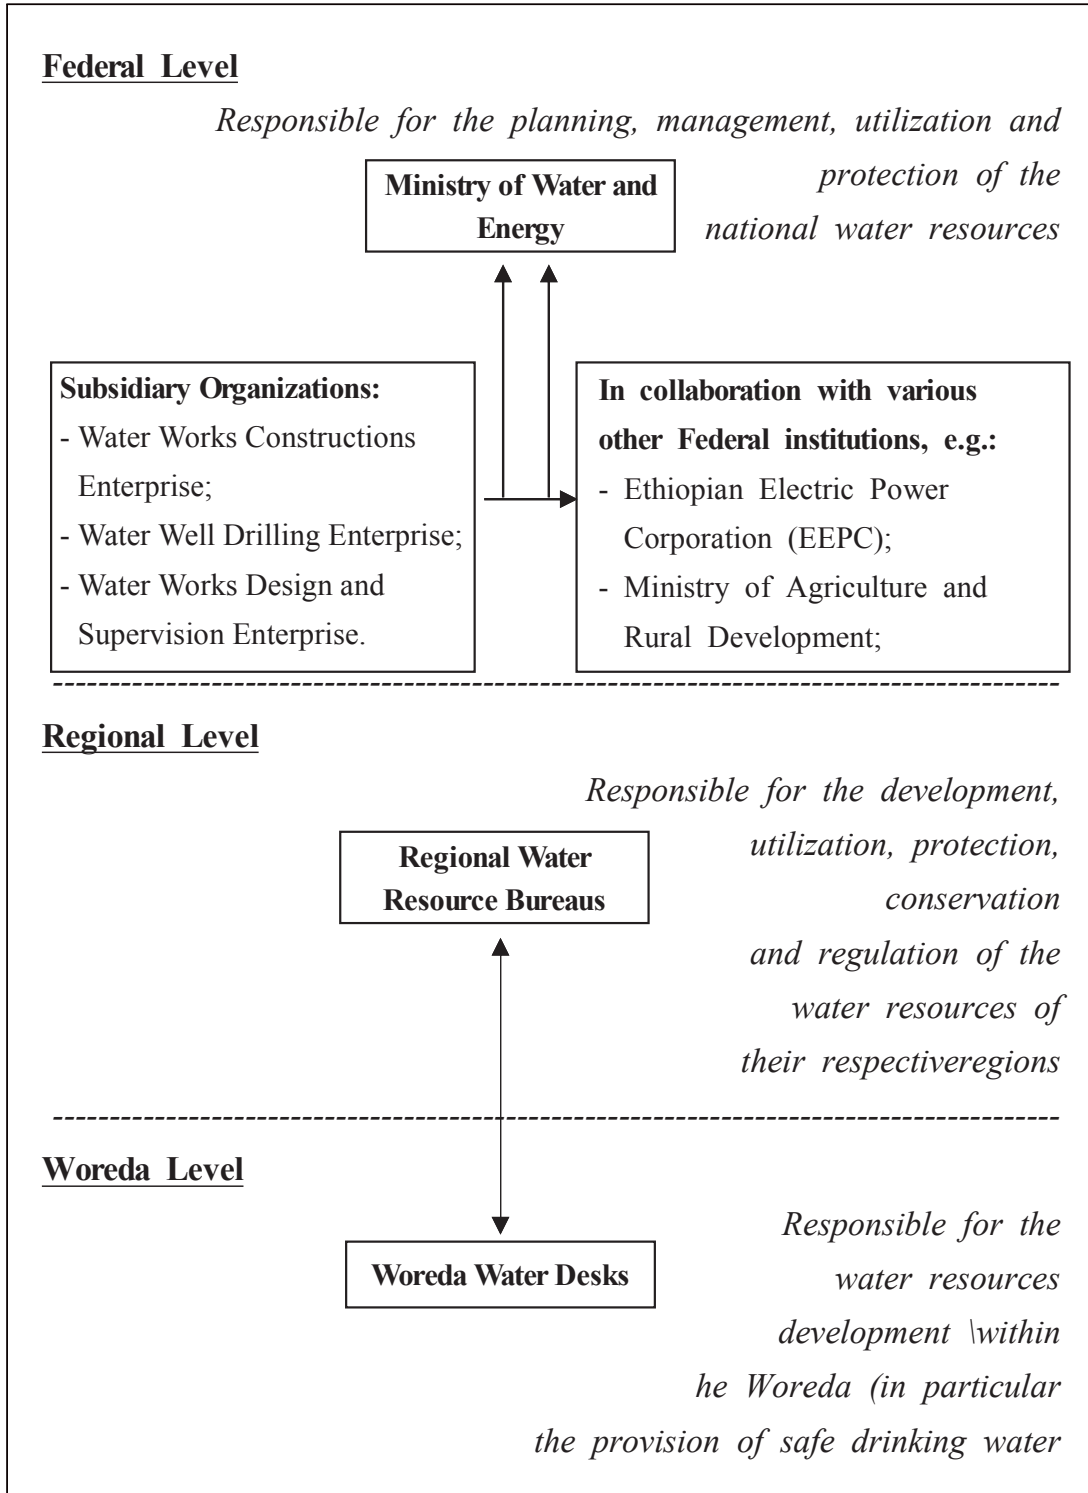 Federal Level
Responsible for the planning, management, utilization and
protection of the
national water resources
Ministry of Water and
Energy
Subsidiary Organizations:
- Water Works Constructions
Enterprise;
- Water Well Drilling Enterprise;
- Water Works Design and
Supervision Enterprise.
In collaboration with various
other Federal institutions, e.g.:
- Ethiopian Electric Power
Corporation (EEPC);
- Ministry of Agriculture and
Rural Development;
Regional Level
Responsible for the development,
utilization, protection,
conservation
and regulation of the
water resources of
their respectiveregions
Regional Water
Resource Bureaus
Woreda Level
Responsible for the
water resources
development \within
he Woreda (in particular
the provision of safe drinking water
Woreda Water Desks